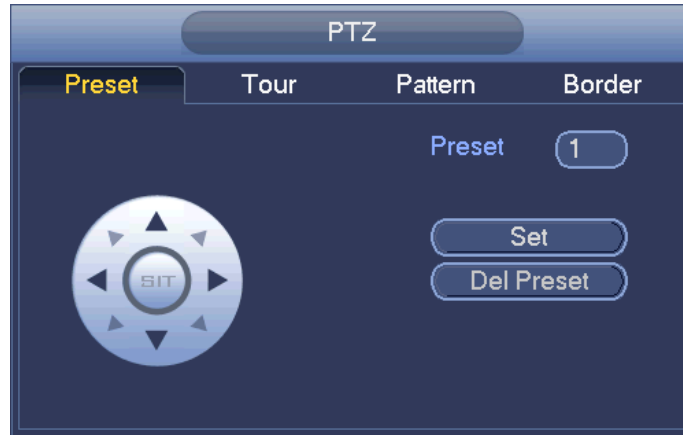 PTZ
Preset Tour Pattern Border
Preset 1
Set
SIT
Del Preset